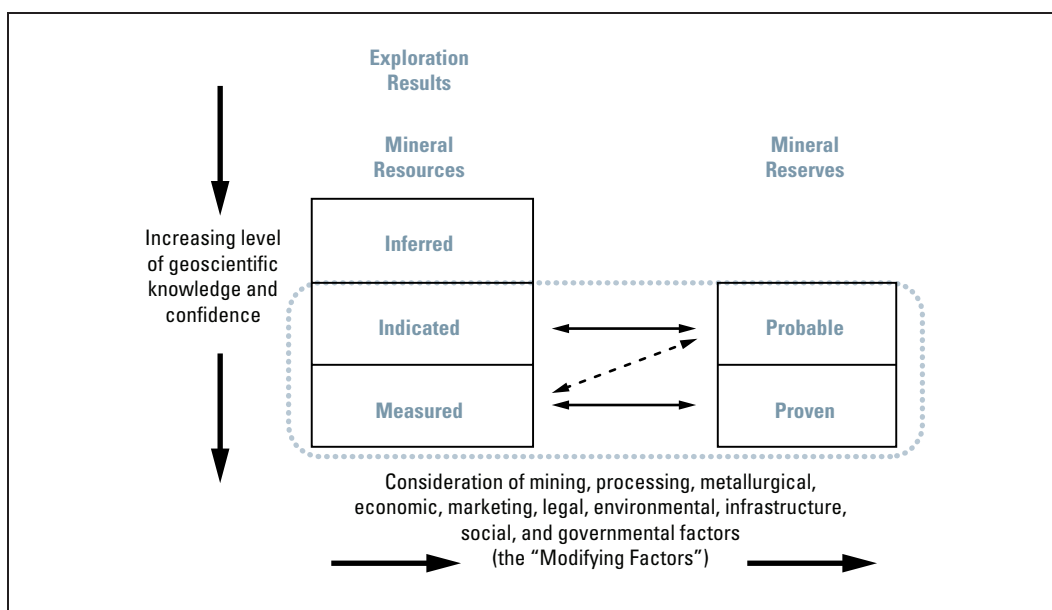 Exploration
Results
Mineral
Resources
Mineral
Reserves
Increasing level
of geoscientific
knowledge and
confidence
Inferred
Indicated
Probable
Measured
Proven
Consideration of mining, processing, metallurgical,
economic, marketing, legal, environmental, infrastructure,
social, and governmental factors
(the “Modifying Factors”)